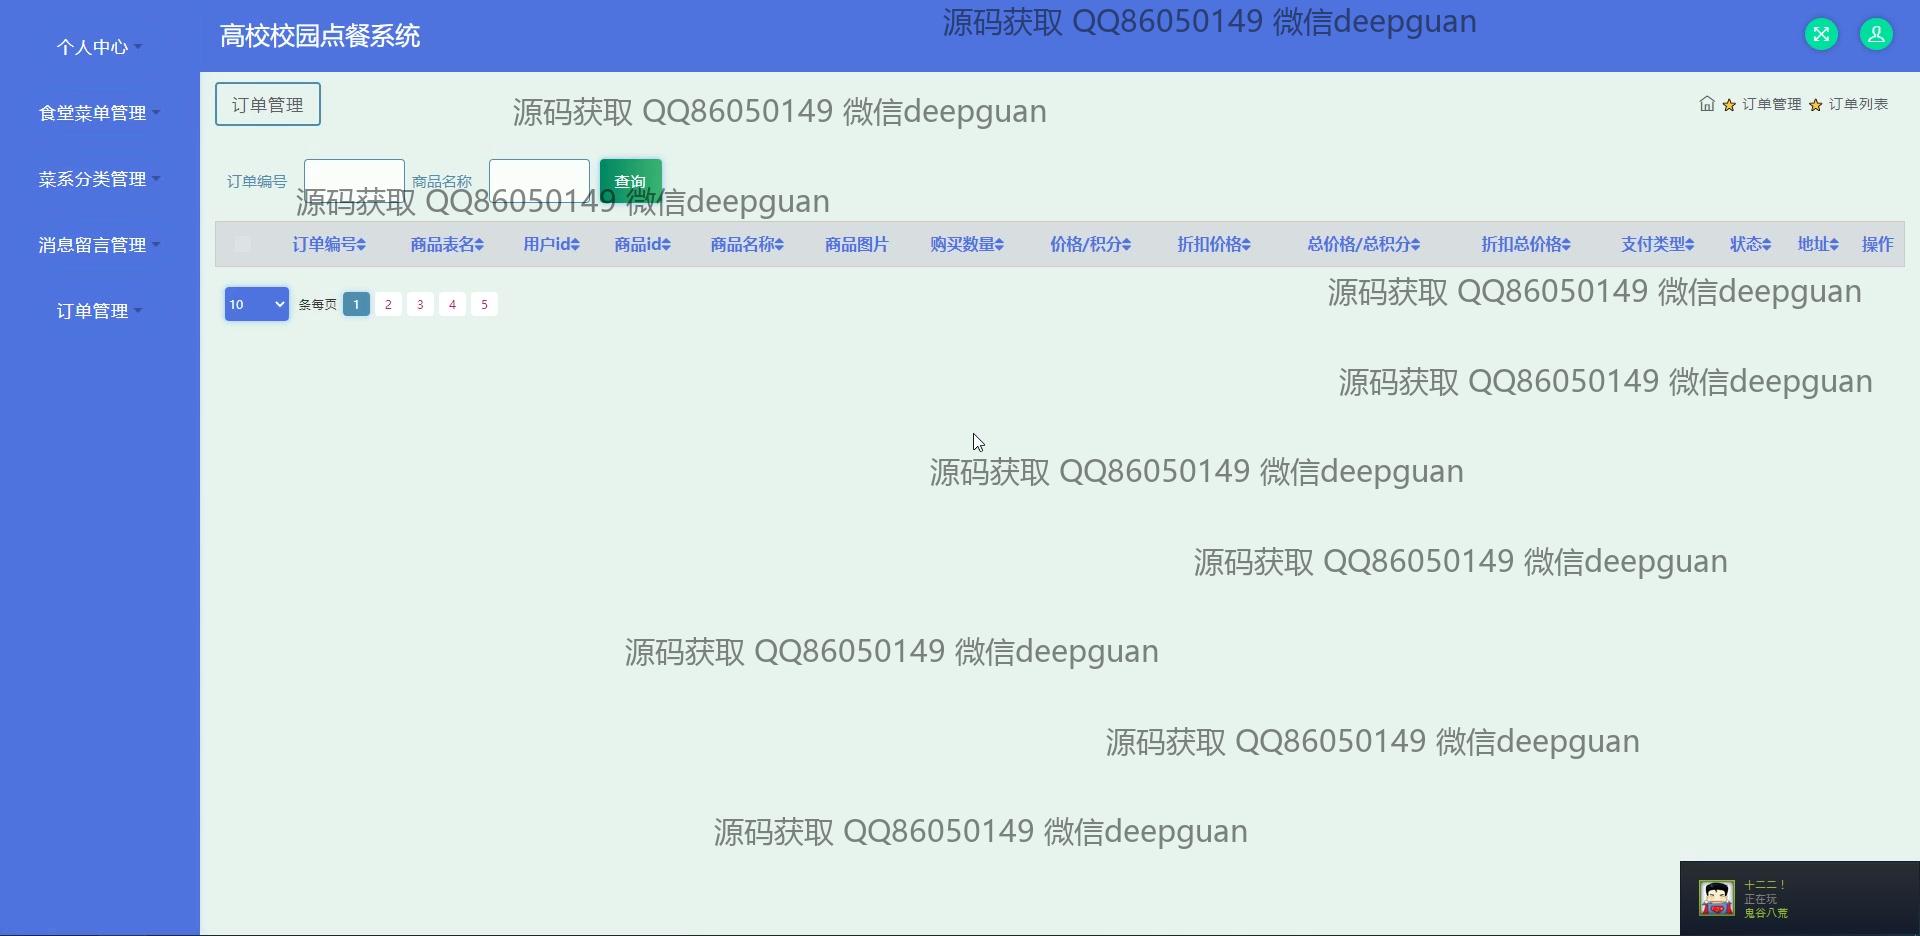 个人中心
食堂菜单管理
菜系分类管理
消息留言管理
订单管理
高校校园点餐系统
源码获取 QQ86050149 微信deepguan
订单管理
源码获取 QQ86050149 微信deepguan
订单管理 订单列表
订单编号 商品名称 查询
源码获取 QQ86050149 微信deepguan
订单编号 商品表名 用户id 商品id 商品名称 商品图片 购买数量 价格/积分 折扣价格 总价格/总积分 折扣总价格 支付类型 状态 地址 操作
源码获取 QQ86050149 微信deepguan
10 条每页 1 2 3 4 5
源码获取 QQ86050149 微信deepguan
源码获取 QQ86050149 微信deepguan
源码获取 QQ86050149 微信deepguan
源码获取 QQ86050149 微信deepguan
源码获取 QQ86050149 微信deepguan
源码获取 QQ86050149 微信deepguan
十二二！
正在玩
鬼谷八荒